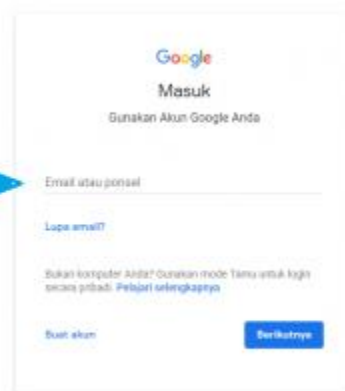 Google
Masuk
Gunakan Akun Google Anda
Email atau ponsel
Lupa email?
Bukan komputer Anda? Gunakan mode Tamu untuk login
secara pribadi. Pelajari selengkapnya
Buat akun
Berikutnya